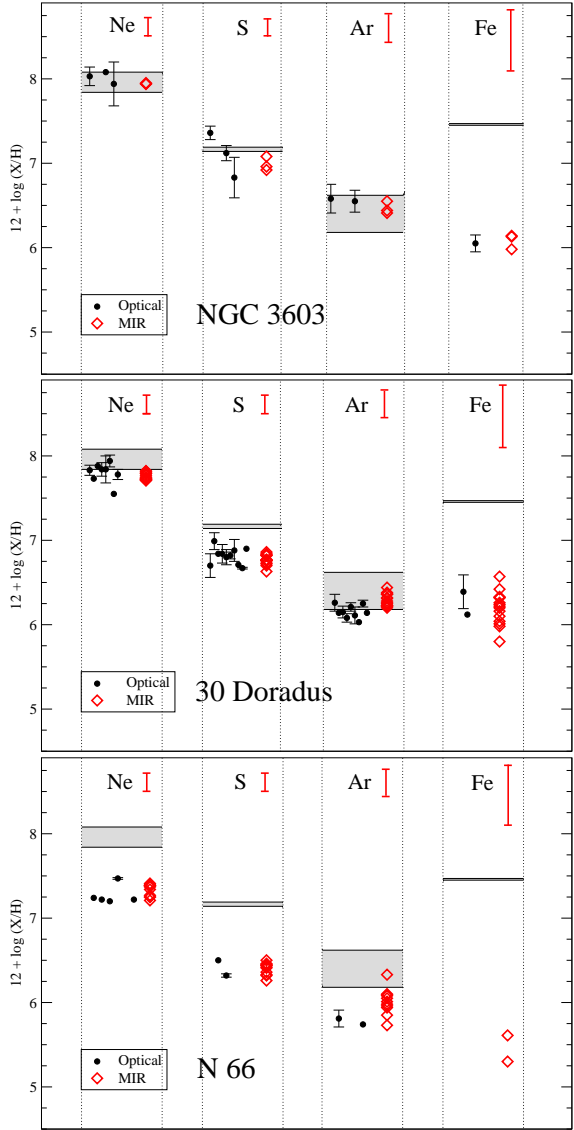 Ne S Ar Fe
8
7
6
5
12 + log (X/H)
Optical
MIR
NGC 3603
Ne S Ar Fe
8
7
6
5
12 + log (X/H)
Optical
MIR
30 Doradus
Ne S Ar Fe
8
7
6
5
12 + log (X/H)
Optical
MIR
N 66